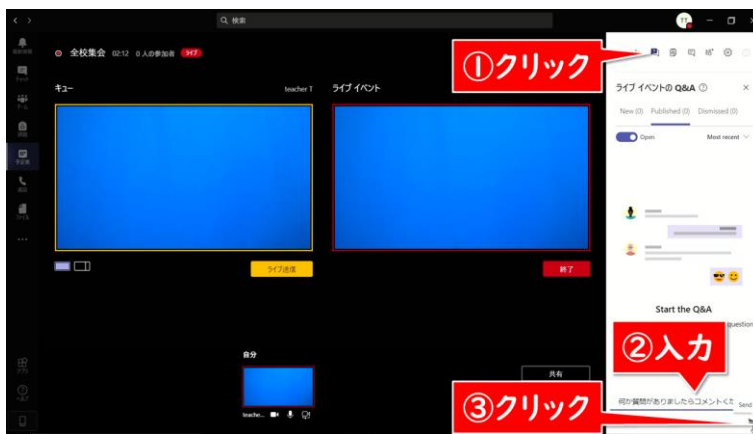 検索
TT
全校集会 02:12 0 人の参加者 ライブ
①クリック
キュー
teacher T
ライブ イベント
ライブ イベントの Q&A
New (0) Published (0) Dismissed (0)
Open
Most recent
ライブ送信
終了
Start the Q&A
question
②入力
自分
共有
何か質問がありましたらコメントくだ
Send
③クリック
teache...